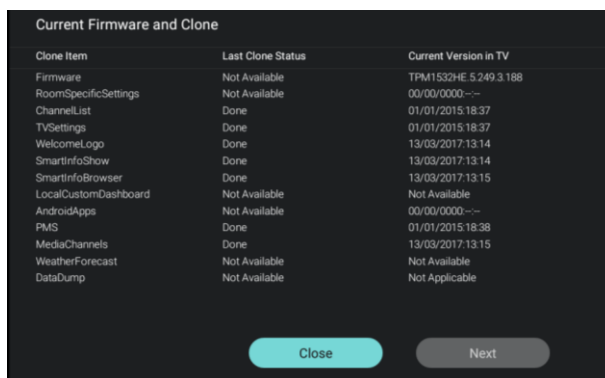 Current Firmware and Clone
Clone Item Last Clone Status Current Version in TV
Firmware Not Available TPM1532HE.5.249.3.188
RoomSpecificSettings Not Available 00/00/0000:--:--
ChannelList Done 01/01/2015:18:37
TVSettings Done 01/01/2015:18:37
WelcomeLogo Done 13/03/2017:13:14
SmartInfoShow Done 13/03/2017:13:14
SmartInfoBrowser Done 13/03/2017:13:15
LocalCustomDashboard Not Available Not Available
AndroidApps Not Available 00/00/0000:--:--
PMS Done 01/01/2015:18:38
MediaChannels Done 13/03/2017:13:15
WeatherForecast Not Available Not Available
DataDump Not Available Not Applicable
Close Next